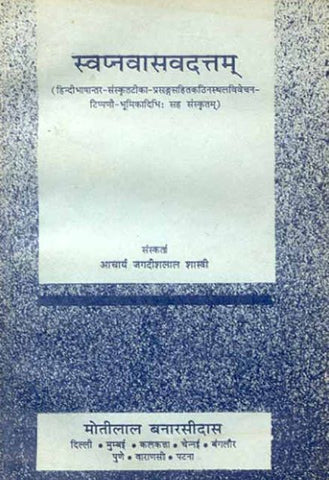 स्वप्नवासवदत्तम्
(हिन्दीभाषान्तर-संस्कृतटीका-प्रसङ्गसहितकठिनस्थलविवेचन-
टिप्पणी-भूमिकादिभिः सह संस्कृतम्)
संस्कर्ता
आचार्य जगदीशलाल शास्त्री
मोतीलाल बनारसीदास
दिल्ली • मुम्बई • कलकत्ता • चेन्नई • बंगलौर
पुणे • वाराणसी • पटना